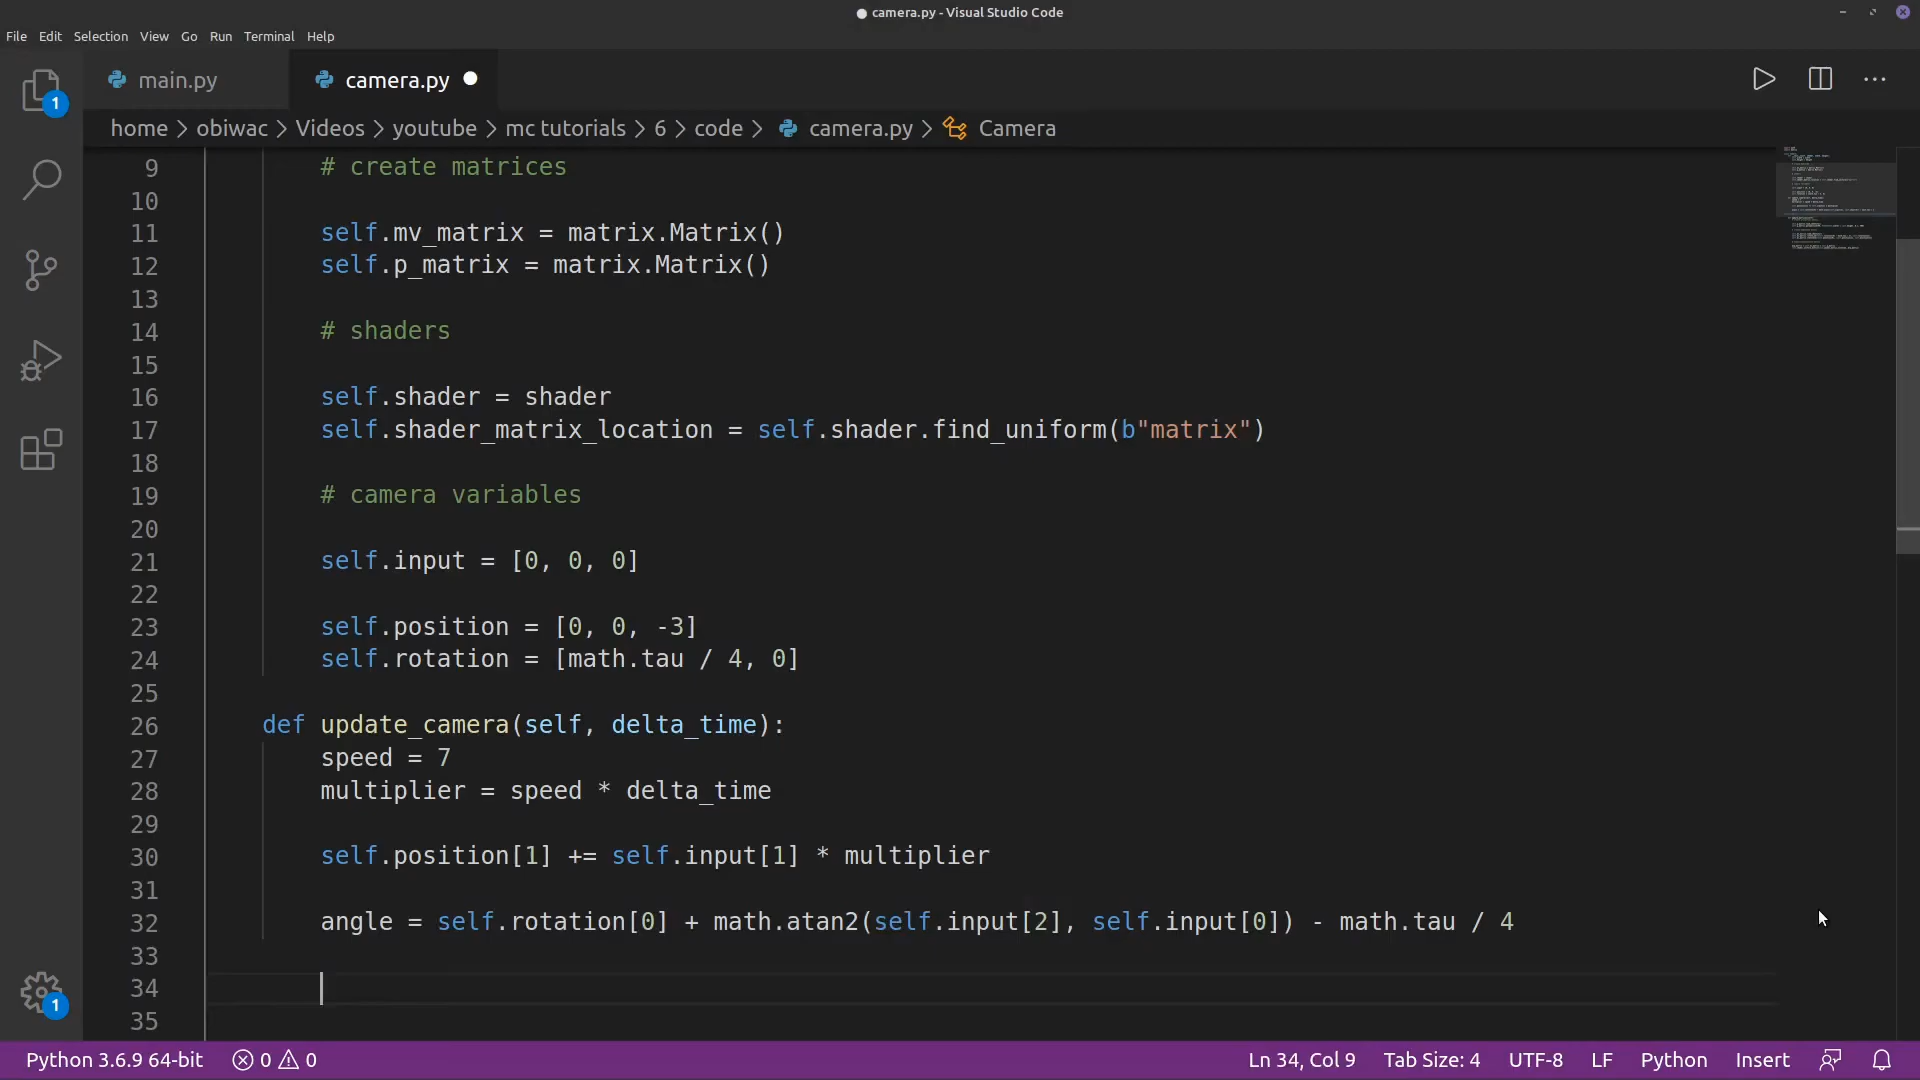 camera.py - Visual Studio Code
File Edit Selection View Go Run Terminal Help
main.py camera.py
home > obiwac > Videos > youtube > mc tutorials > 6 > code > camera.py > Camera
9 # create matrices
10
11 self.mv_matrix = matrix.Matrix()
12 self.p_matrix = matrix.Matrix()
13
14 # shaders
15
16 self.shader = shader
17 self.shader_matrix_location = self.shader.find_uniform(b"matrix")
18
19 # camera variables
20
21 self.input = [0, 0, 0]
22
23 self.position = [0, 0, -3]
24 self.rotation = [math.tau / 4, 0]
25
26 def update_camera(self, delta_time):
27 speed = 7
28 multiplier = speed * delta_time
29
30 self.position[1] += self.input[1] * multiplier
31
32 angle = self.rotation[0] + math.atan2(self.input[2], self.input[0]) - math.tau / 4
33
34
35
1
1
Python 3.6.9 64-bit 0 0 Ln 34, Col 9 Tab Size: 4 UTF-8 LF Python Insert